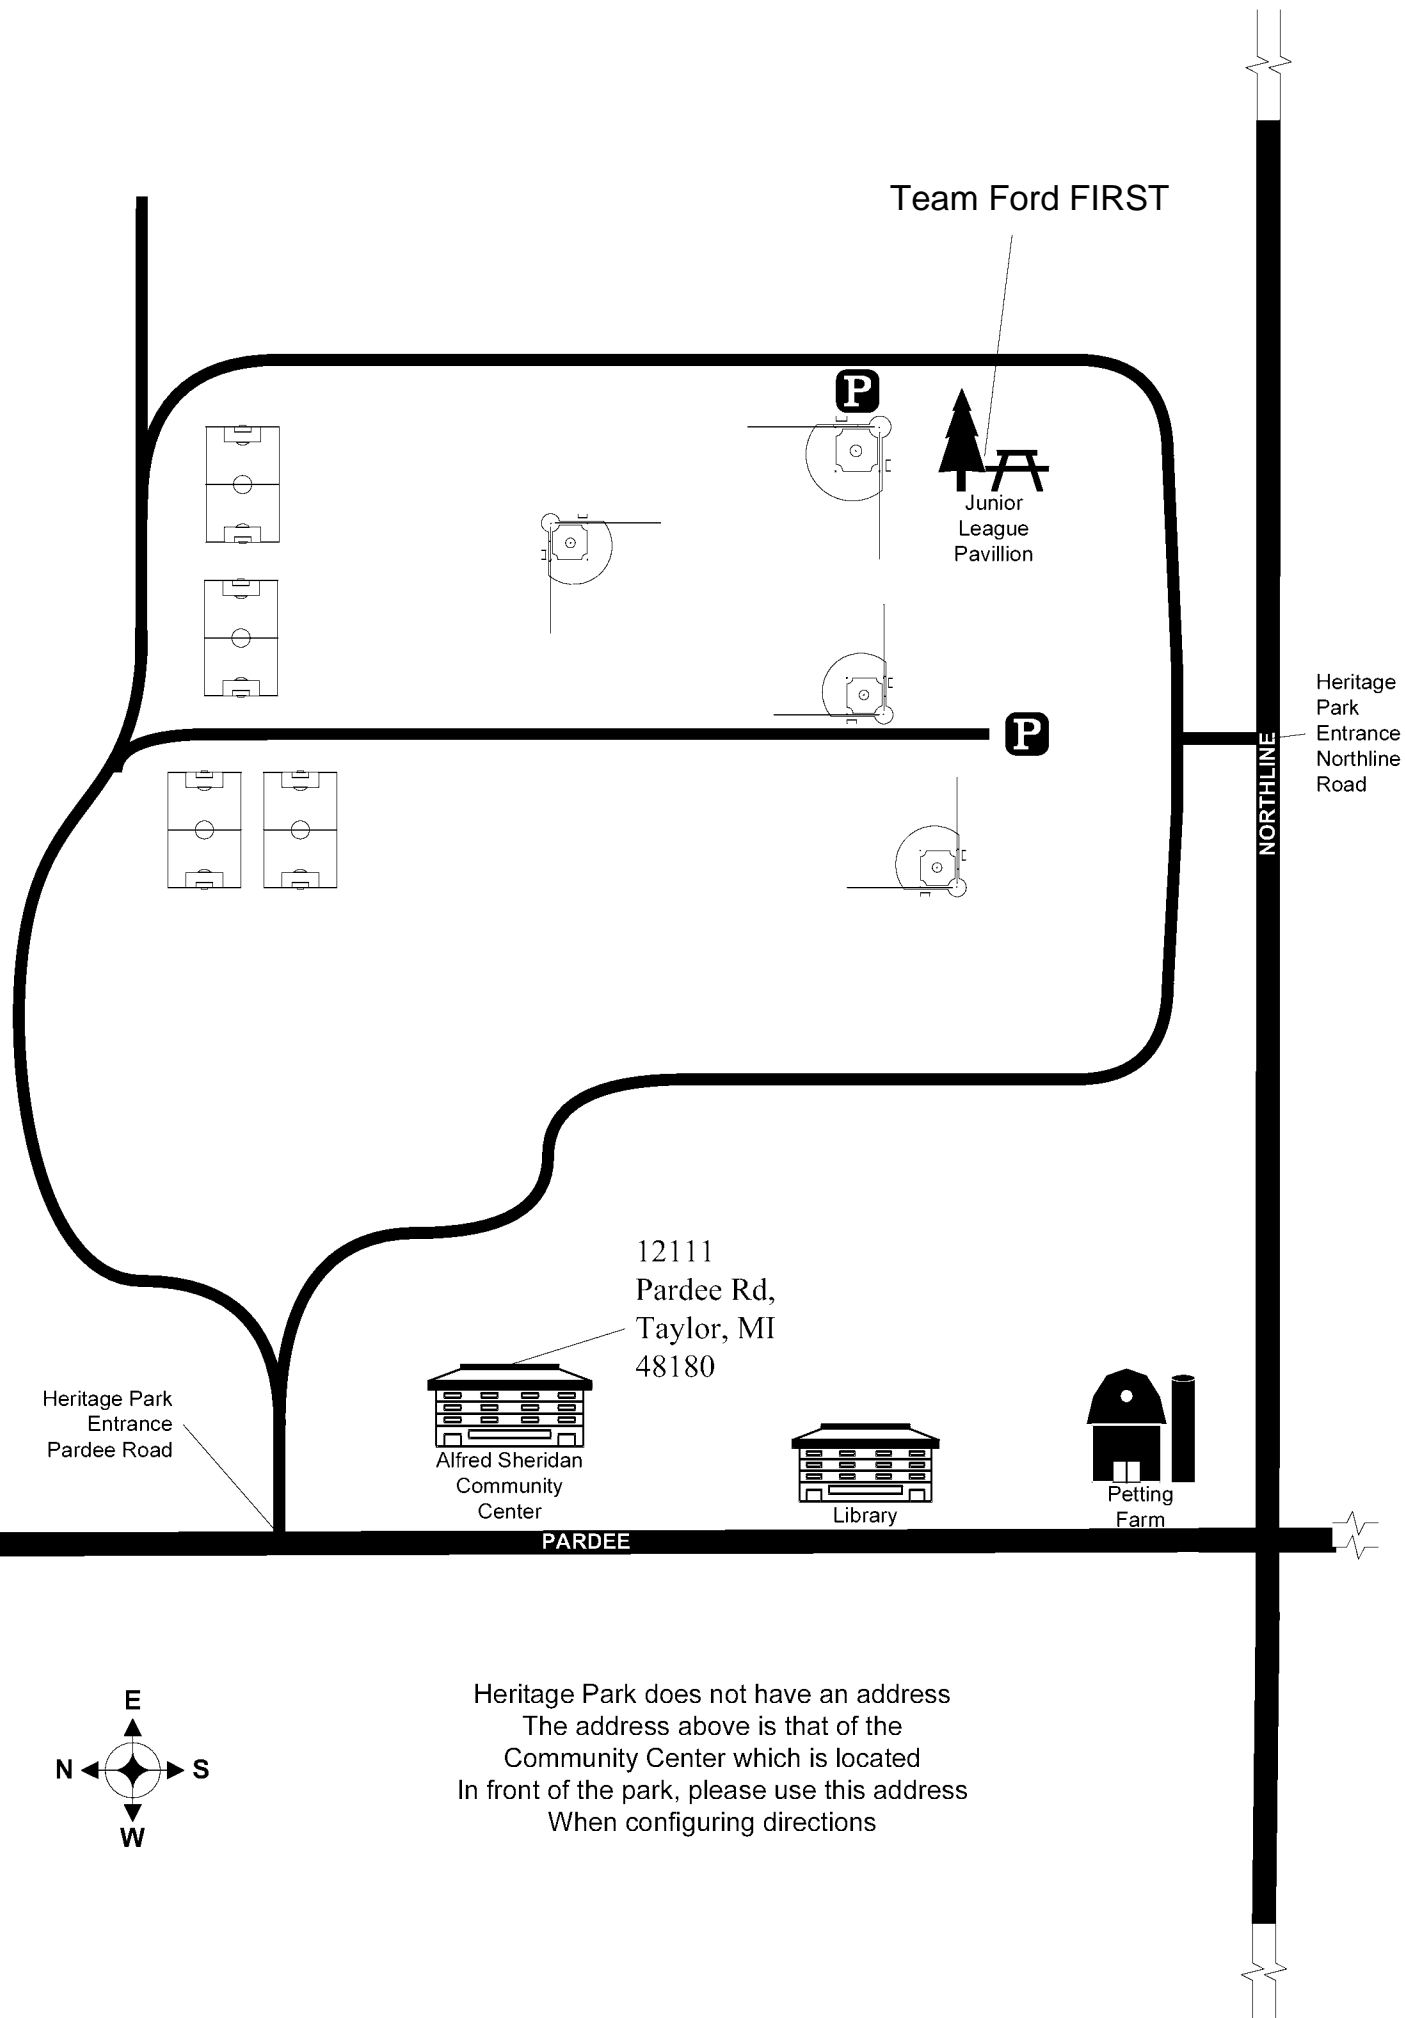 Team Ford FIRST
P
Junior
League
Pavillion
P
Heritage
Park
Entrance
Northline
Road
NORTHLINE
12111
Pardee Rd,
Taylor, MI
48180
Heritage Park
Entrance
Pardee Road
Alfred Sheridan
Community
Center
Library
Petting
Farm
PARDEE
E
N
S
W
Heritage Park does not have an address
The address above is that of the
Community Center which is located
In front of the park, please use this address
When configuring directions